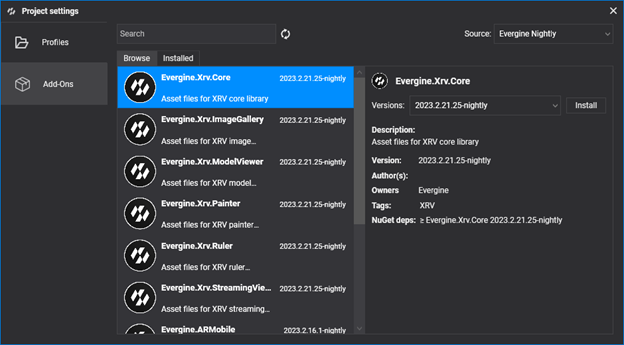 Project settings
Profiles
Add-Ons
Search
Source: Evergine Nightly
Browse Installed
Evergine.Xrv.Core 2023.2.21.25-nightly
Asset files for XRV core library
Evergine.Xrv.ImageGallery 2023.2.21.25-nightly
Asset files for XRV image...
Evergine.Xrv.ModelViewer 2023.2.21.25-nightly
Asset files for XRV model...
Evergine.Xrv.Painter 2023.2.21.25-nightly
Asset files for XRV painter...
Evergine.Xrv.Ruler 2023.2.21.25-nightly
Asset files for XRV ruler...
Evergine.Xrv.StreamingVie... 2023.2.21.25-nightly
Asset files for XRV streaming...
Evergine.ARMobile 2023.2.16.1-nightly
Evergine.Xrv.Core
Versions: 2023.2.21.25-nightly Install
Description:
Asset files for XRV core library
Version: 2023.2.21.25-nightly
Author(s):
Owners Evergine
Tags: XRV
NuGet deps: ≥ Evergine.Xrv.Core 2023.2.21.25-nightly